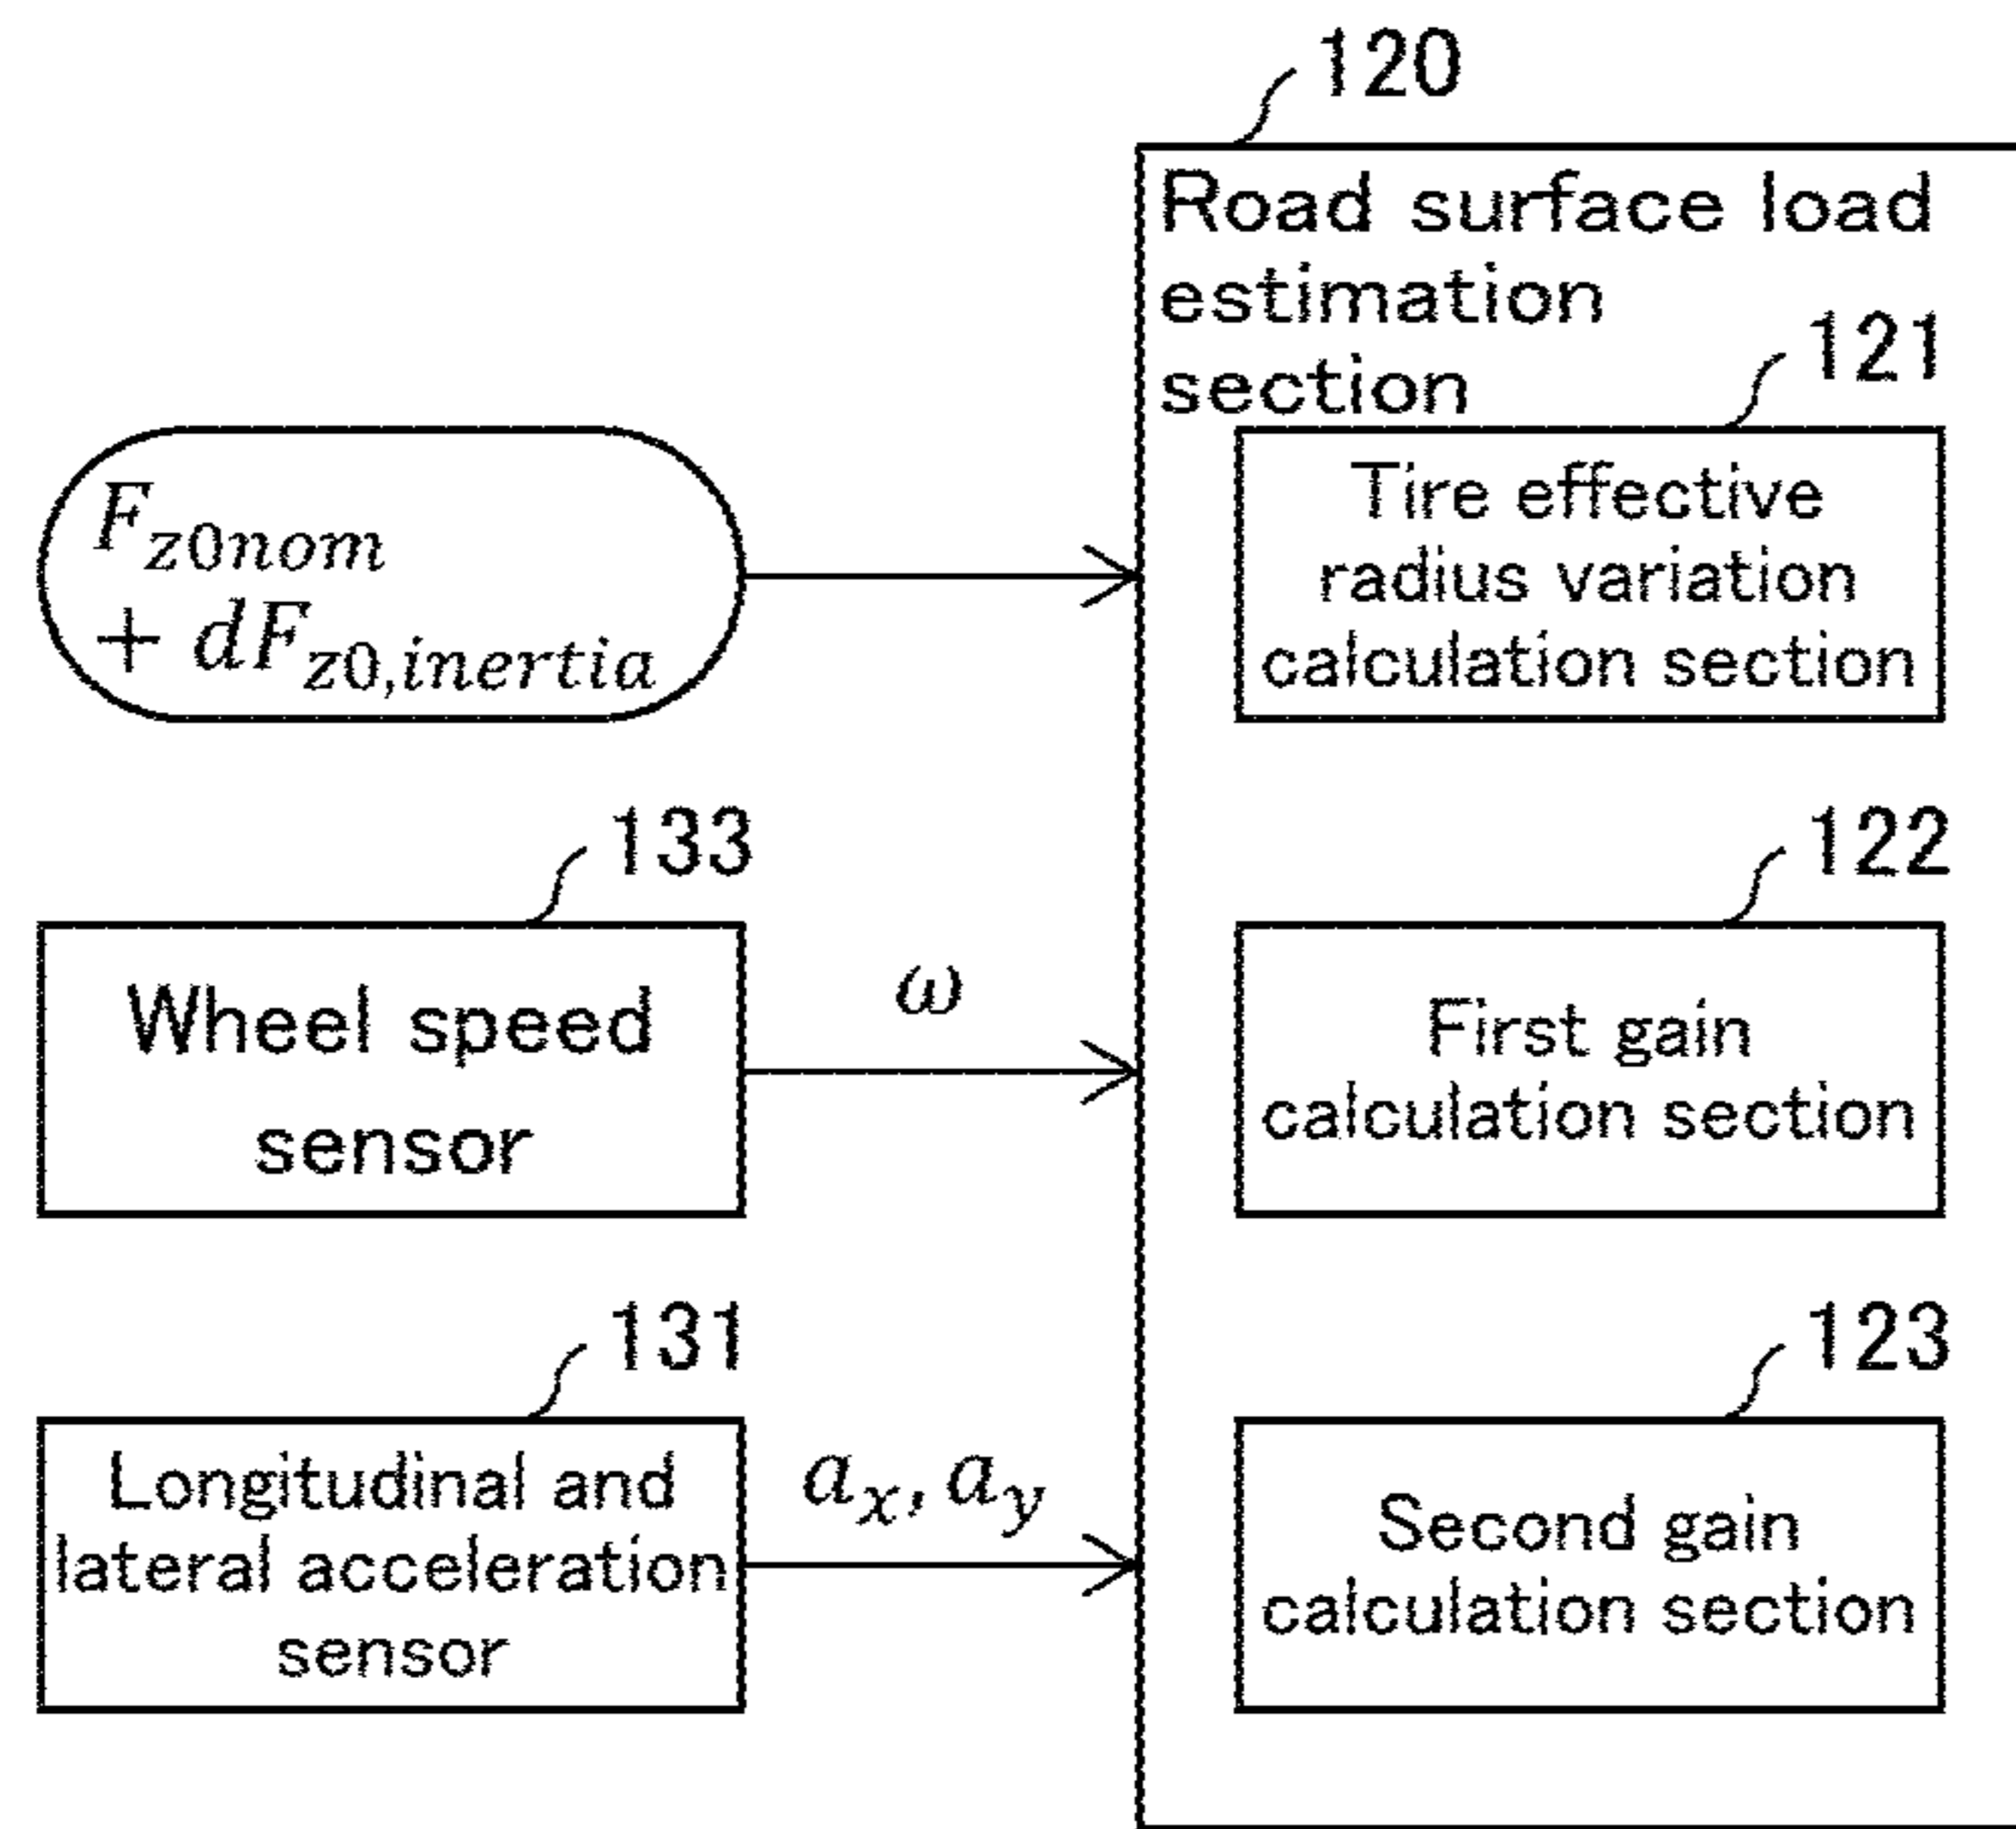 120
Road surface load
estimation
section
121
Tire effective
radius variation
calculation section
F_{z0nom}
+ dF_{z0,inertia}
133
Wheel speed
sensor
ω
122
First gain
calculation section
131
Longitudinal and
lateral acceleration
sensor
a_x, a_y
123
Second gain
calculation section